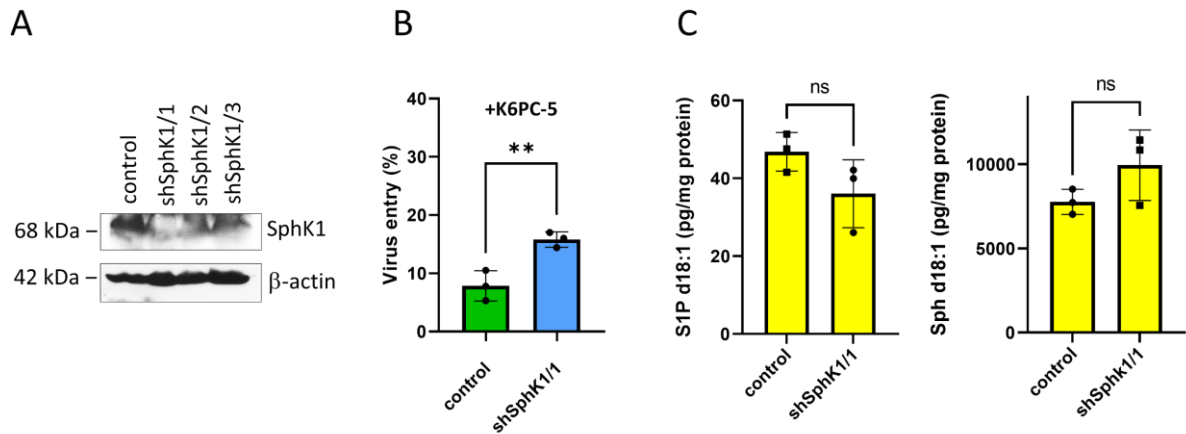 A
control
shSphK1/1
shSphK1/2
shSphK1/3
68 kDa –
SphK1
42 kDa –
β-actin
B
+K6PC-5
**
Virus entry (%)
40
30
20
10
0
control
shSphK1/1
C
ns
S1P d18:1 (pg/mg protein)
60
40
20
0
control
shSphK1/1
ns
Sph d18:1 (pg/mg protein)
10000
5000
0
control
shSphk1/1